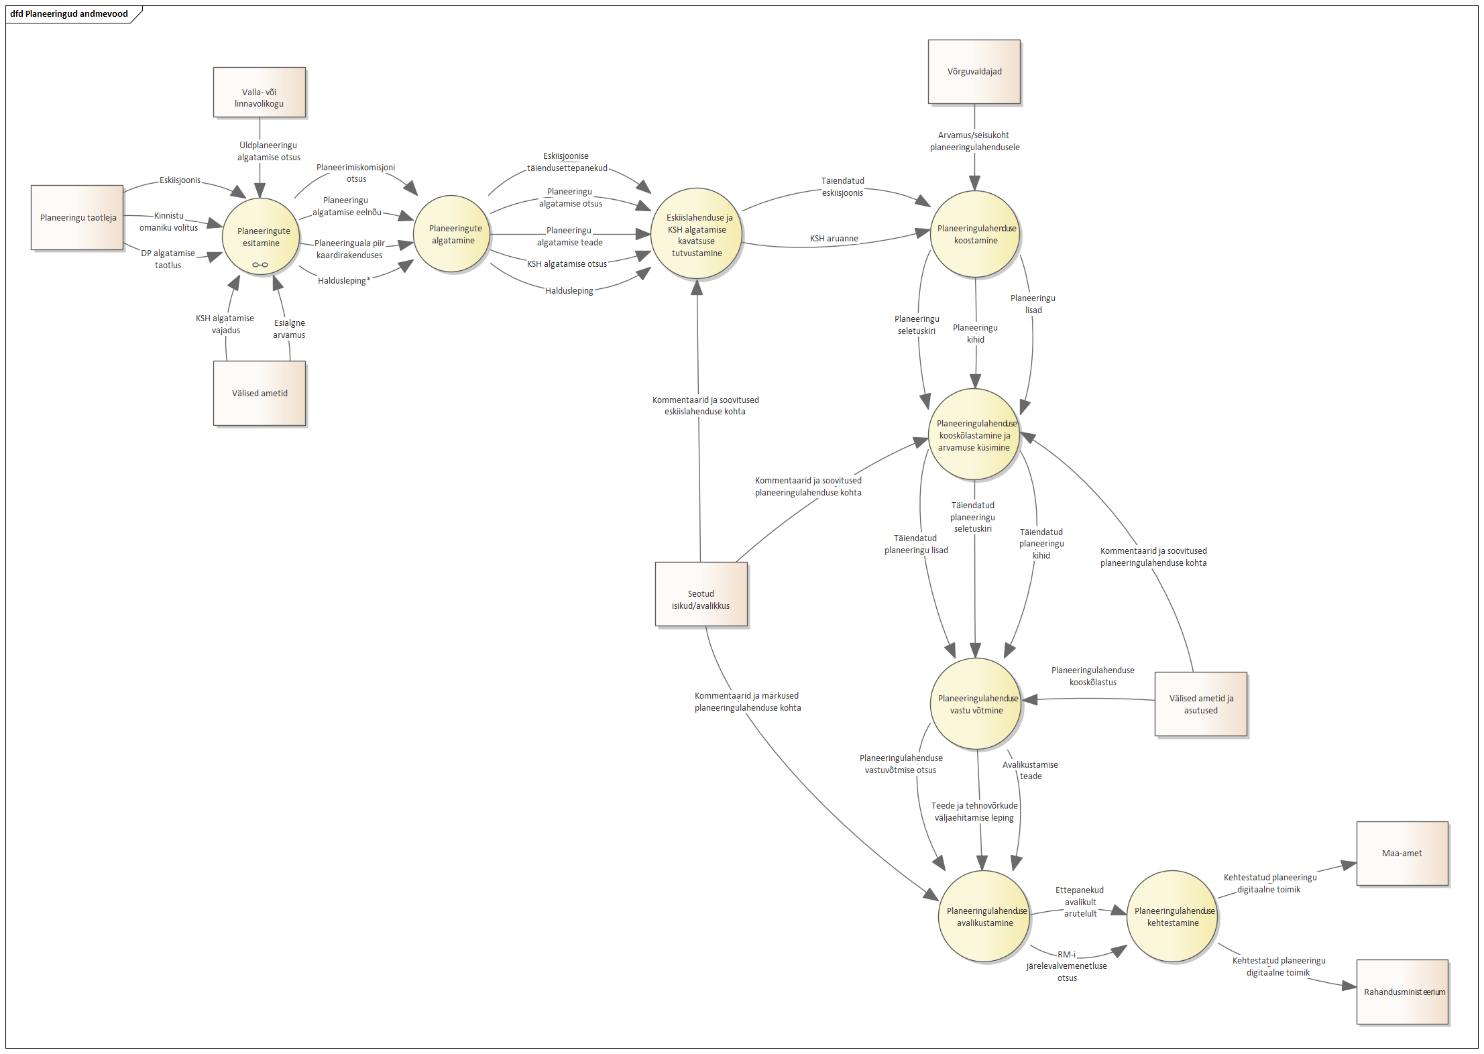 dfd Planeeringud andmevood
Valla- või
linnavolikogu
Võrguvaldajad
Üldplaneeringu
algatamise otsus
Arvamus/seisukoht
planeeringulahendusele
Planeeringu taotleja
Eskiisjoonis
Kinnistu
omaniku volitus
DP algatamise
taotlus
Planeeringute
esitamine
Planeerimiskomisjoni
otsus
Planeeringu
algatamise eelnõu
Planeeringuala piir
kaardirakenduses
Haldusleping*
Planeeringute
algatamine
Eskiisjoonise
täiendusettepanekud
Planeeringu
algatamise otsus
Planeeringu
algatamise teade
KSH algatamise otsus
Haldusleping
Eskiislahenduse ja
KSH algatamise
kavatsuse
tutvustamine
Täiendatud
eskiisjoonis
KSH aruanne
Planeeringulahenduse
koostamine
KSH algatamise
vajadus
Esialgne
arvamus
Välised ametid
Planeeringu
seletuskiri
Planeeringu
kihid
Planeeringu
lisad
Kommentaarid ja soovitused
eskiislahenduse kohta
Planeeringulahenduse
kooskõlastamine ja
arvamuse küsimine
Kommentaarid ja soovitused
planeeringulahenduse kohta
Täiendatud
planeeringu lisad
Täiendatud
planeeringu
seletuskiri
Täiendatud
planeeringu
kihid
Kommentaarid ja soovitused
planeeringulahenduse kohta
Seotud
isikud/avalikkus
Kommentaarid ja märkused
planeeringulahenduse kohta
Planeeringulahenduse
vastu võtmine
Planeeringulahenduse
kooskõlastus
Välised ametid ja
asutused
Planeeringulahenduse
vastuvõtmise otsus
Teede ja tehnovõrkude
väljaehitamise leping
Avalikustamise
teade
Planeeringulahenduse
avalikustamine
Ettepanekud
avalikult
arutelult
RM-i
järelevalvemenetluse
otsus
Planeeringulahenduse
kehtestamine
Kehtestatud planeeringu
digitaalne toimik
Maa-amet
Kehtestatud planeeringu
digitaalne toimik
Rahandusministeerium